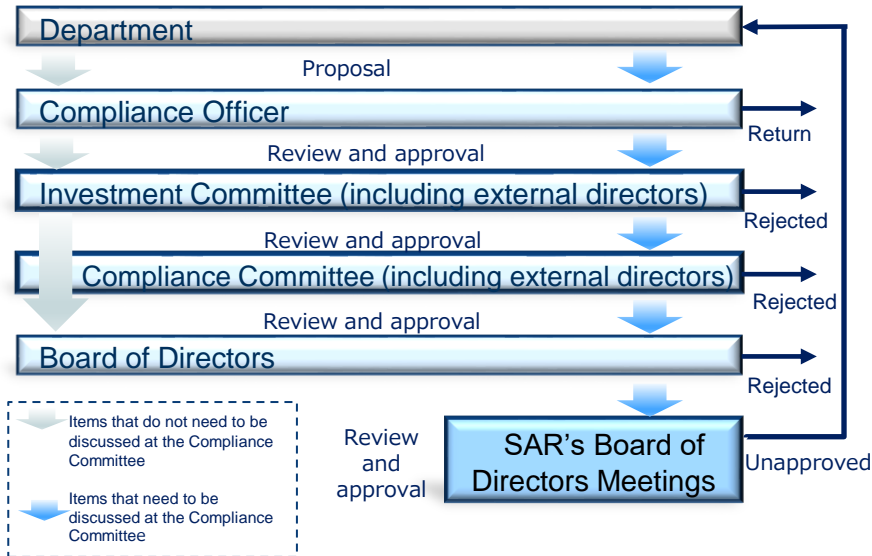 Department
Proposal
Compliance Officer
Return
Review and approval
Investment Committee (including external directors)
Rejected
Review and approval
Compliance Committee (including external directors)
Rejected
Review and approval
Board of Directors
Rejected
Items that do not need to be
discussed at the Compliance
Committee
Items that need to be
discussed at the Compliance
Committee
Review
and
approval
SAR's Board of
Directors Meetings
Unapproved